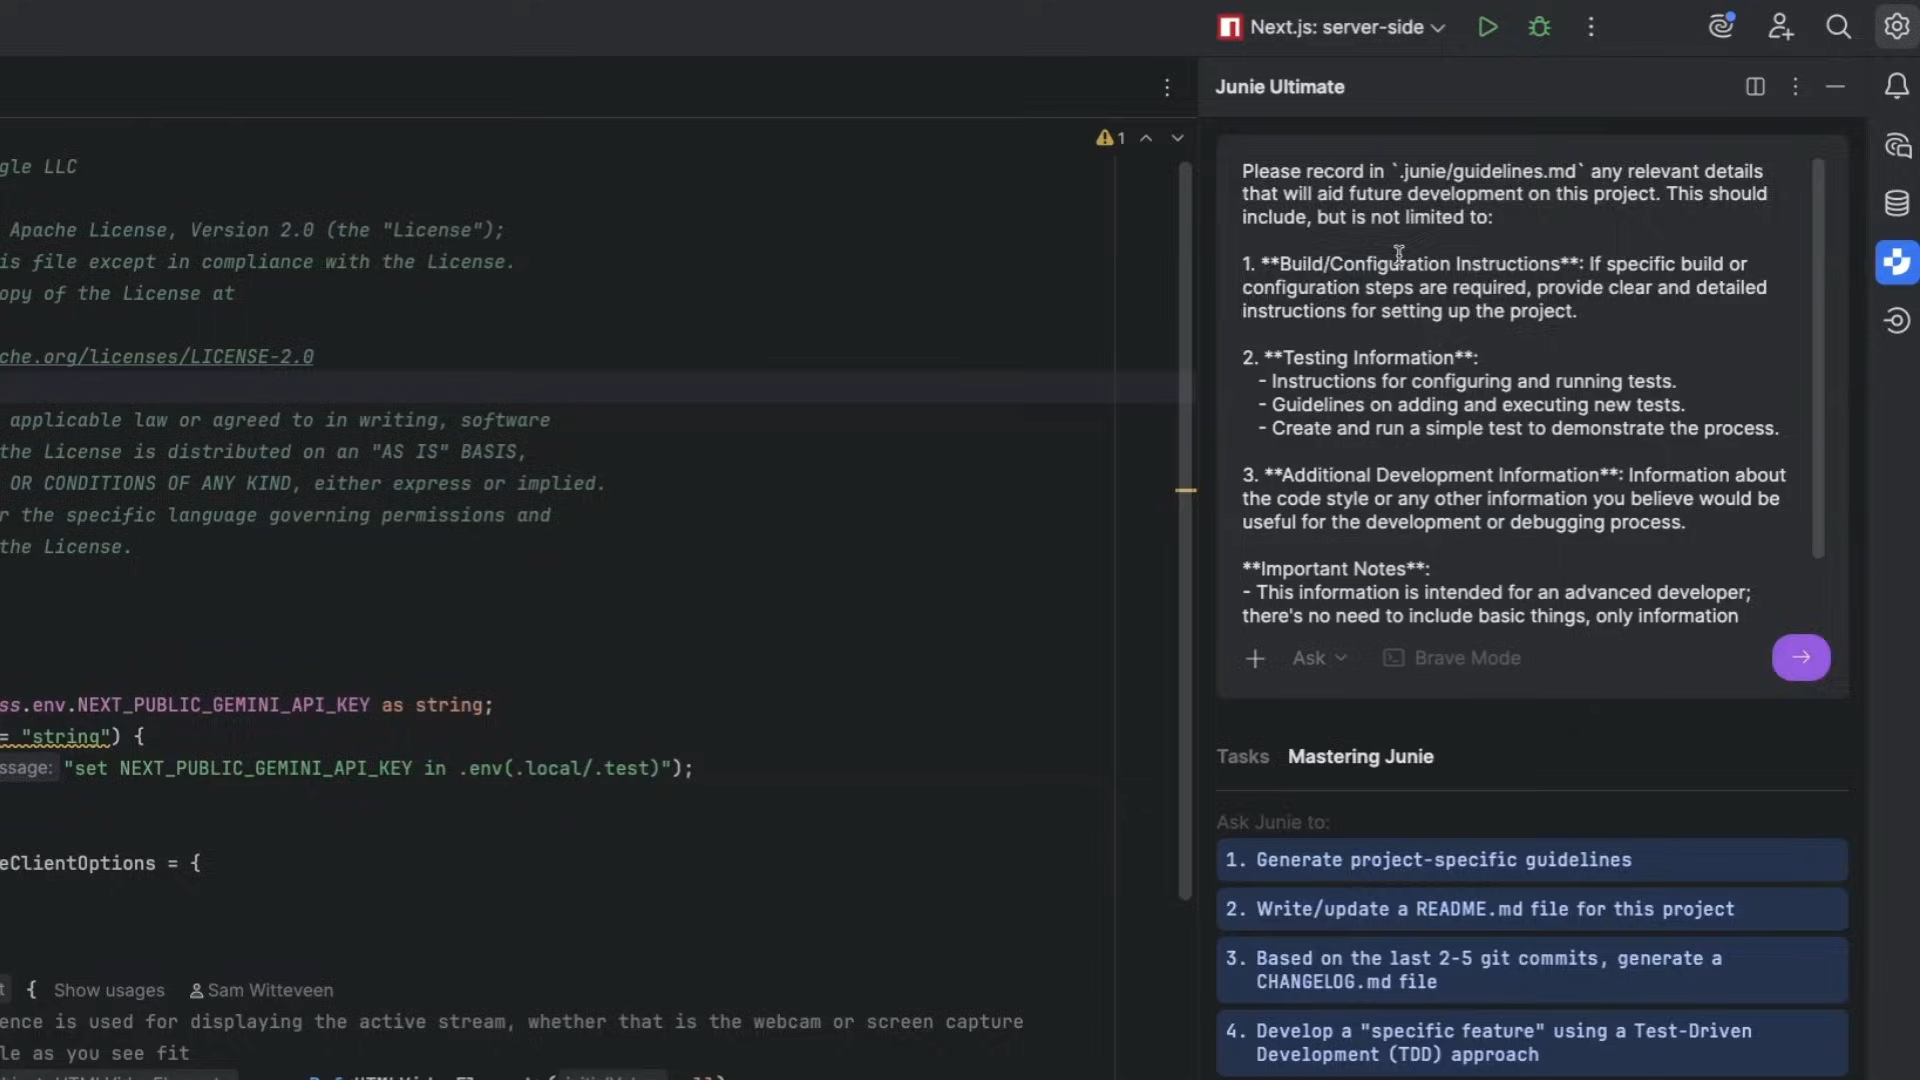 Next.js: server-side
Junie Ultimate
1
gle LLC
Apache License, Version 2.0 (the "License");
is file except in compliance with the License.
opy of the License at
che.org/licenses/LICENSE-2.0
applicable law or agreed to in writing, software
the License is distributed on an "AS IS" BASIS,
OR CONDITIONS OF ANY KIND, either express or implied.
r the specific language governing permissions and
the License.
ss.env.NEXT_PUBLIC_GEMINI_API_KEY as string;
= "string") {
ssage: "set NEXT_PUBLIC_GEMINI_API_KEY in .env(.local/.test)");
eClientOptions = {
t { Show usages Sam Witteveen
ence is used for displaying the active stream, whether that is the webcam or screen capture
le as you see fit
Please record in `.junie/guidelines.md` any relevant details
that will aid future development on this project. This should
include, but is not limited to:
1. **Build/Configuration Instructions**: If specific build or
configuration steps are required, provide clear and detailed
instructions for setting up the project.
2. **Testing Information**:
- Instructions for configuring and running tests.
- Guidelines on adding and executing new tests.
- Create and run a simple test to demonstrate the process.
3. **Additional Development Information**: Information about
the code style or any other information you believe would be
useful for the development or debugging process.
**Important Notes**:
- This information is intended for an advanced developer;
there's no need to include basic things, only information
Ask Brave Mode
Tasks Mastering Junie
Ask Junie to:
1. Generate project-specific guidelines
2. Write/update a README.md file for this project
3. Based on the last 2-5 git commits, generate a
CHANGELOG.md file
4. Develop a "specific feature" using a Test-Driven
Development (TDD) approach